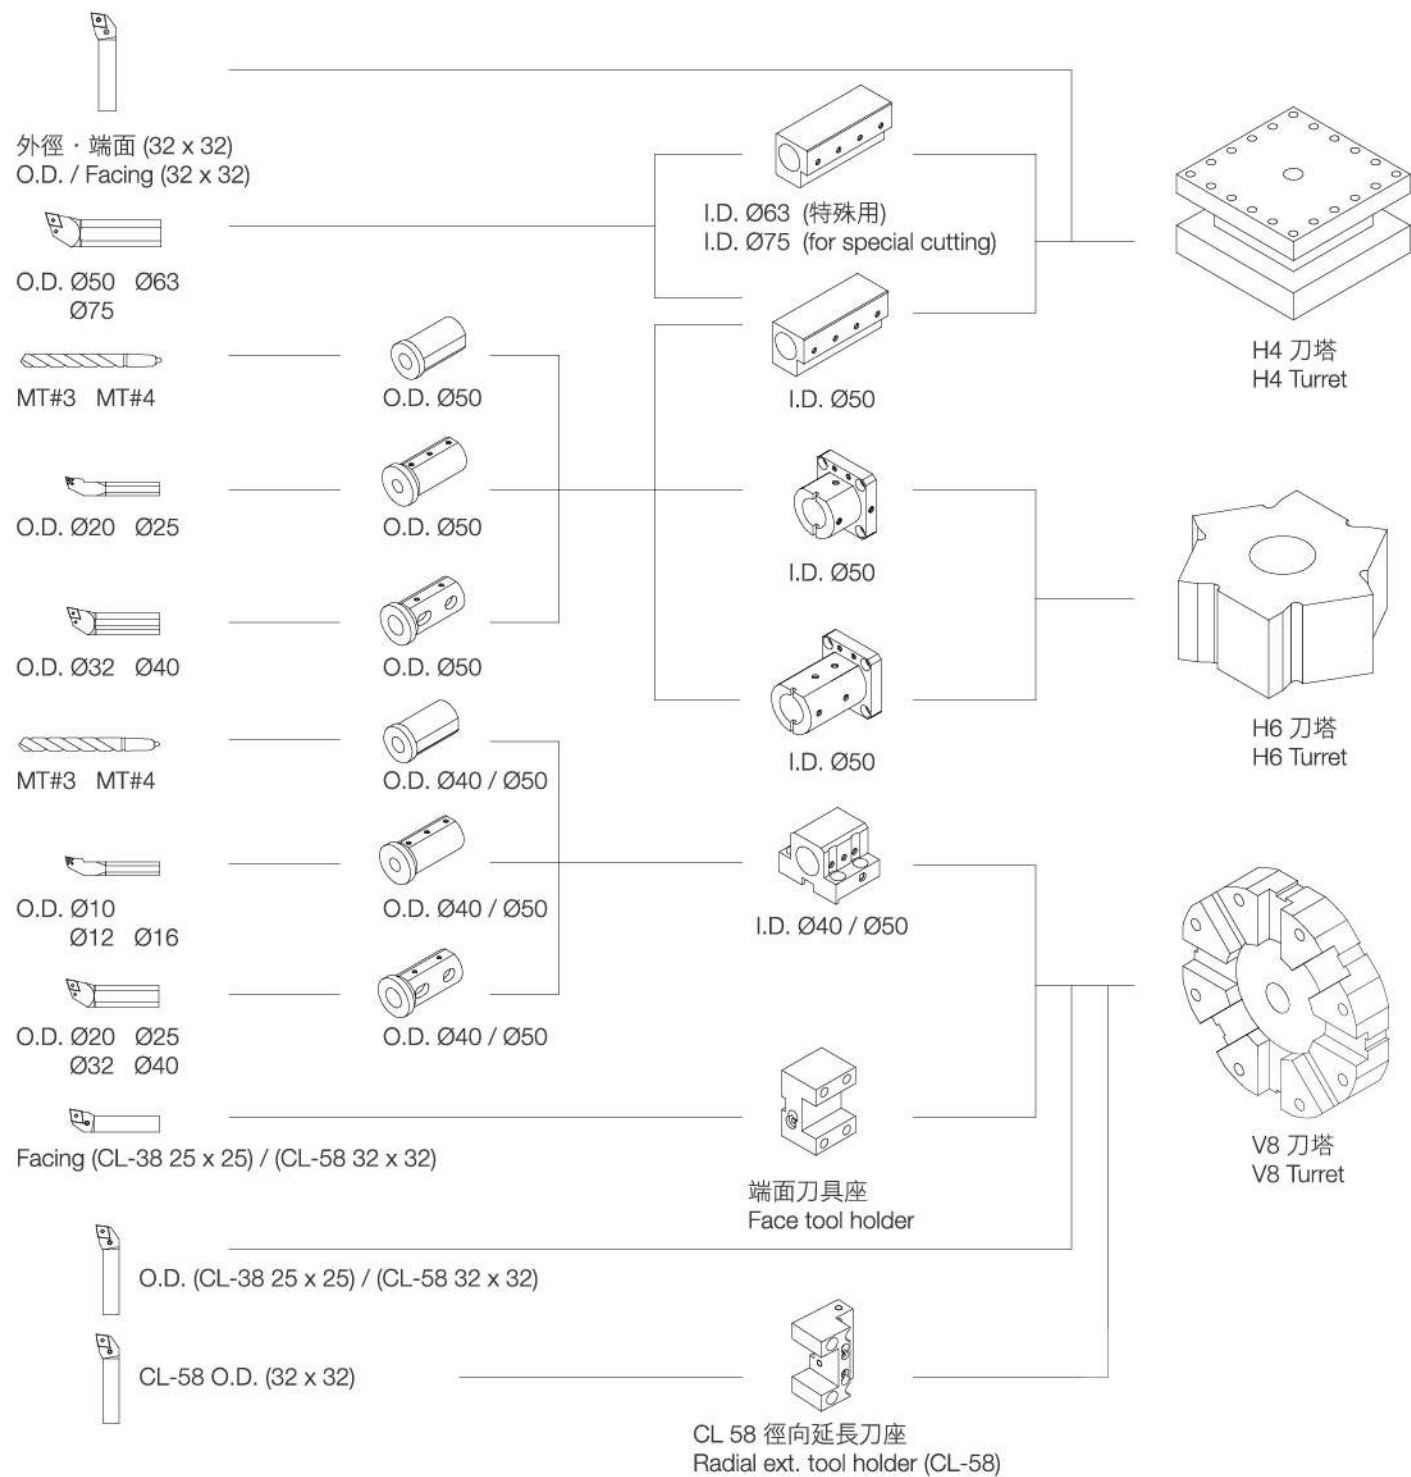 外徑．端面 (32 x 32)
O.D. / Facing (32 x 32)
I.D. Ø63 (特殊用)
I.D. Ø75 (for special cutting)
O.D. Ø50 Ø63
Ø75
H4 刀塔
H4 Turret
MT#3 MT#4
O.D. Ø50
I.D. Ø50
O.D. Ø20 Ø25
O.D. Ø50
I.D. Ø50
O.D. Ø32 Ø40
O.D. Ø50
H6 刀塔
H6 Turret
I.D. Ø50
MT#3 MT#4
O.D. Ø40 / Ø50
O.D. Ø10
Ø12 Ø16
O.D. Ø40 / Ø50
I.D. Ø40 / Ø50
O.D. Ø20 Ø25
Ø32 Ø40
O.D. Ø40 / Ø50
V8 刀塔
V8 Turret
Facing (CL-38 25 x 25) / (CL-58 32 x 32)
端面刀具座
Face tool holder
O.D. (CL-38 25 x 25) / (CL-58 32 x 32)
CL-58 O.D. (32 x 32)
CL 58 徑向延長刀座
Radial ext. tool holder (CL-58)